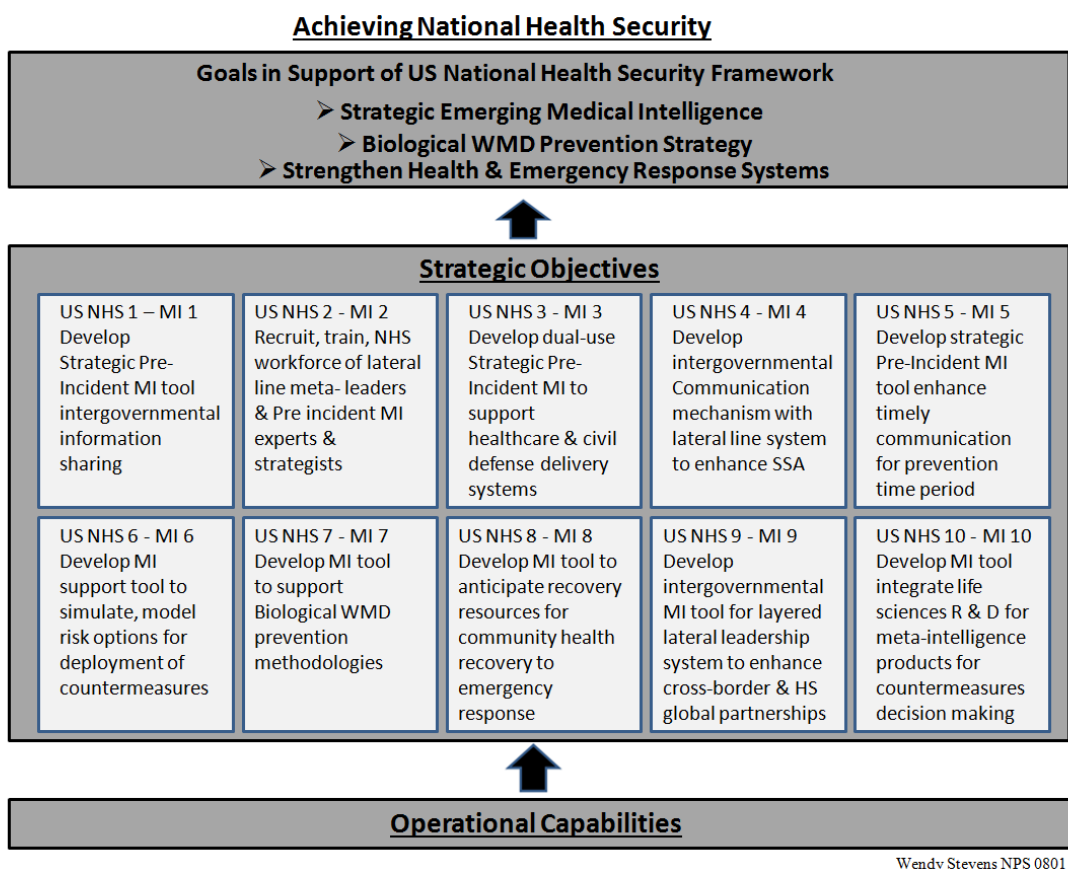 Achieving National Health Security
Goals in Support of US National Health Security Framework
➢ Strategic Emerging Medical Intelligence
➢ Biological WMD Prevention Strategy
➢ Strengthen Health & Emergency Response Systems
Strategic Objectives
US NHS 1 – MI 1
Develop
Strategic Pre-
Incident MI tool
intergovernmental
information
sharing
US NHS 2 - MI 2
Recruit, train, NHS
workforce of lateral
line meta- leaders
& Pre incident MI
experts &
strategists
US NHS 3 - MI 3
Develop dual-use
Strategic Pre-
Incident MI to
support
healthcare & civil
defense delivery
systems
US NHS 4 - MI 4
Develop
intergovernmental
Communication
mechanism with
lateral line system
to enhance SSA
US NHS 5 - MI 5
Develop strategic
Pre-Incident MI
tool enhance
timely
communication
for prevention
time period
US NHS 6 - MI 6
Develop MI
support tool to
simulate, model
risk options for
deployment of
countermeasures
US NHS 7 - MI 7
Develop MI tool
to support
Biological WMD
prevention
methodologies
US NHS 8 - MI 8
Develop MI tool to
anticipate recovery
resources for
community health
recovery to
emergency
response
US NHS 9 - MI 9
Develop
intergovernmental
MI tool for layered
lateral leadership
system to enhance
cross-border & HS
global partnerships
US NHS 10 - MI 10
Develop MI tool
integrate life
sciences R & D for
meta-intelligence
products for
countermeasures
decision making
Operational Capabilities
Wendy Stevens NPS 0801